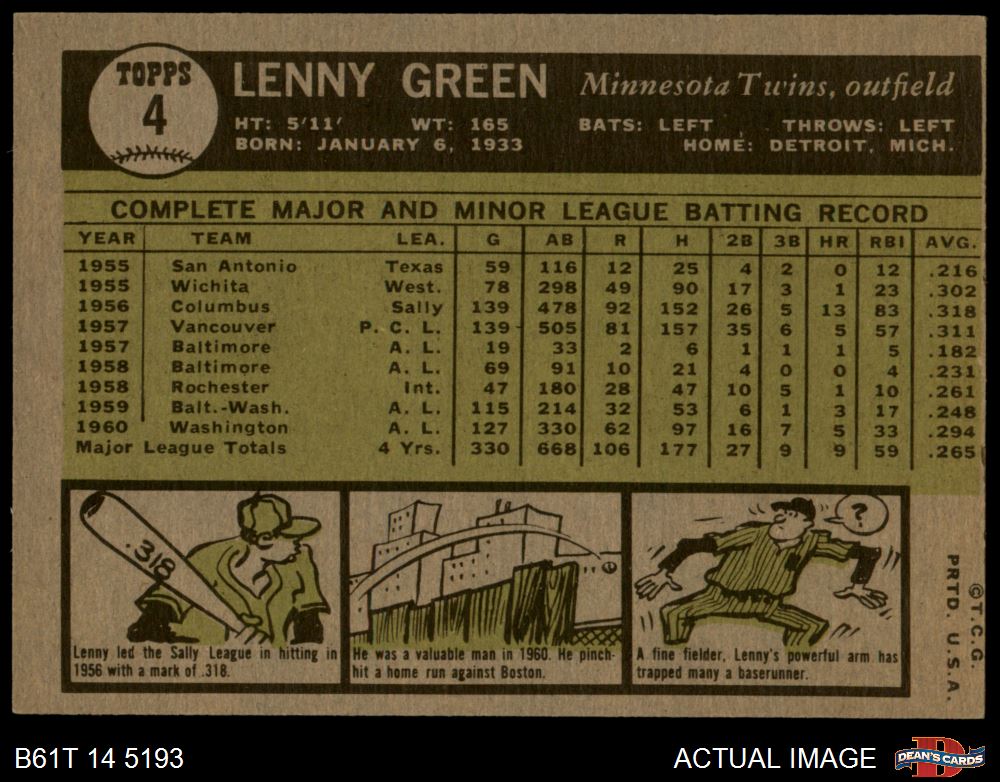 TOPPS
4
LENNY GREEN Minnesota Twins, outfield
HT: 5'11' WT: 165 BATS: LEFT THROWS: LEFT
BORN: JANUARY 6, 1933 HOME: DETROIT, MICH.
COMPLETE MAJOR AND MINOR LEAGUE BATTING RECORD
YEAR TEAM LEA. G AB R H 2B 3B HR RBI AVG.
1955 San Antonio Texas 59 116 12 25 4 2 0 12 .216
1955 Wichita West. 78 298 49 90 17 3 1 23 .302
1956 Columbus Sally 139 478 92 152 26 5 13 83 .318
1957 Vancouver P. C. L. 139 505 81 157 35 6 5 57 .311
1957 Baltimore A. L. 19 33 2 6 1 1 1 5 .182
1958 Baltimore A. L. 69 91 10 21 4 0 0 4 .231
1958 Rochester Int. 47 180 28 47 10 5 1 10 .261
1959 Balt.-Wash. A. L. 115 214 32 53 6 1 3 17 .248
1960 Washington A. L. 127 330 62 97 16 7 5 33 .294
Major League Totals 4 Yrs. 330 668 106 177 27 9 9 59 .265
.318
Lenny led the Sally League in hitting in
1956 with a mark of .318.
He was a valuable man in 1960. He pinch-
hit a home run against Boston.
?
A fine fielder, Lenny's powerful arm has
trapped many a baserunner.
©T.C.G.
PRTD. U.S.A.
B61T 14 5193
ACTUAL IMAGE
D
DEAN'S CARDS